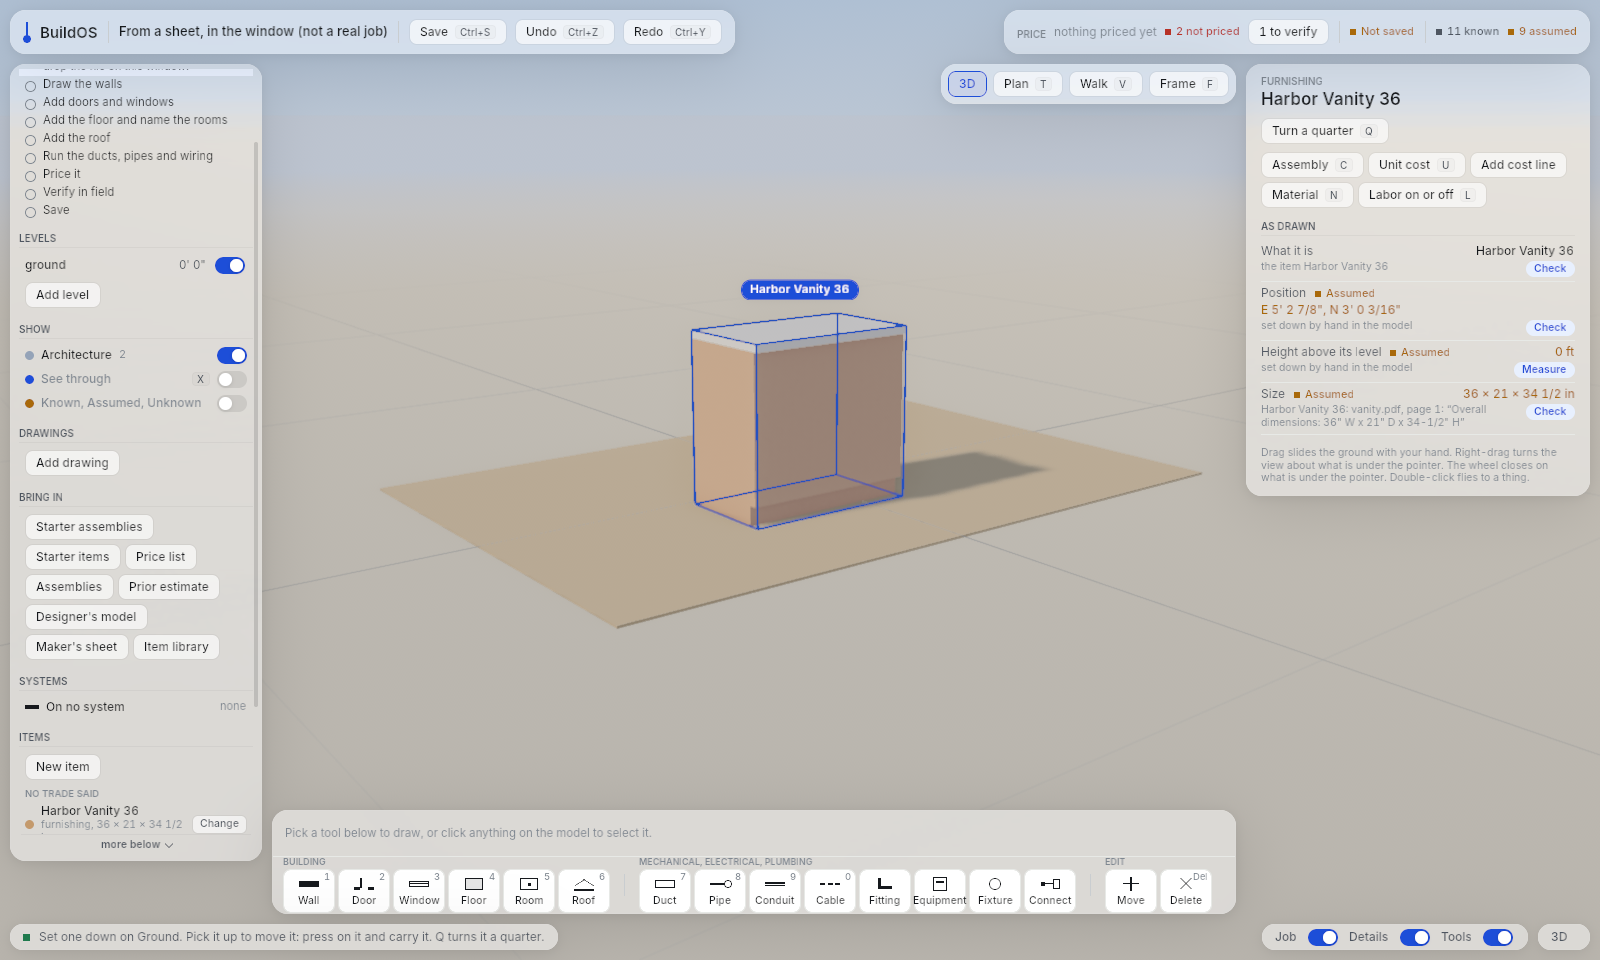 BuildOS
From a sheet, in the window (not a real job)
Save Ctrl+S
Undo Ctrl+Z
Redo Ctrl+Y
PRICE nothing priced yet
2 not priced
1 to verify
Not saved
11 known
9 assumed
Draw the walls
Add doors and windows
Add the floor and name the rooms
Add the roof
Run the ducts, pipes and wiring
Price it
Verify in field
Save
LEVELS
ground 0' 0"
Add level
SHOW
Architecture 2
See through X
Known, Assumed, Unknown
DRAWINGS
Add drawing
BRING IN
Starter assemblies
Starter items
Price list
Assemblies
Prior estimate
Designer's model
Maker's sheet
Item library
SYSTEMS
On no system none
ITEMS
New item
NO TRADE SAID
Harbor Vanity 36
furnishing, 36 × 21 × 34 1/2
Change
more below
3D
Plan T
Walk V
Frame F
Harbor Vanity 36
FURNISHING
Harbor Vanity 36
Turn a quarter Q
Assembly C
Unit cost U
Add cost line
Material N
Labor on or off L
AS DRAWN
What it is Harbor Vanity 36
the item Harbor Vanity 36 Check
Position Assumed
E 5' 2 7/8", N 3' 0 3/16"
set down by hand in the model Check
Height above its level Assumed 0 ft
set down by hand in the model Measure
Size Assumed 36 × 21 × 34 1/2 in
Harbor Vanity 36: vanity.pdf, page 1: "Overall Check
dimensions: 36" W x 21" D x 34-1/2" H"
Drag slides the ground with your hand. Right-drag turns the
view about what is under the pointer. The wheel closes on
what is under the pointer. Double-click flies to a thing.
Pick a tool below to draw, or click anything on the model to select it.
BUILDING
1 Wall
2 Door
3 Window
4 Floor
5 Room
6 Roof
MECHANICAL, ELECTRICAL, PLUMBING
7 Duct
8 Pipe
9 Conduit
0 Cable
Fitting
Equipment
Fixture
Connect
EDIT
Move
Del Delete
Set one down on Ground. Pick it up to move it: press on it and carry it. Q turns it a quarter.
Job
Details
Tools
3D